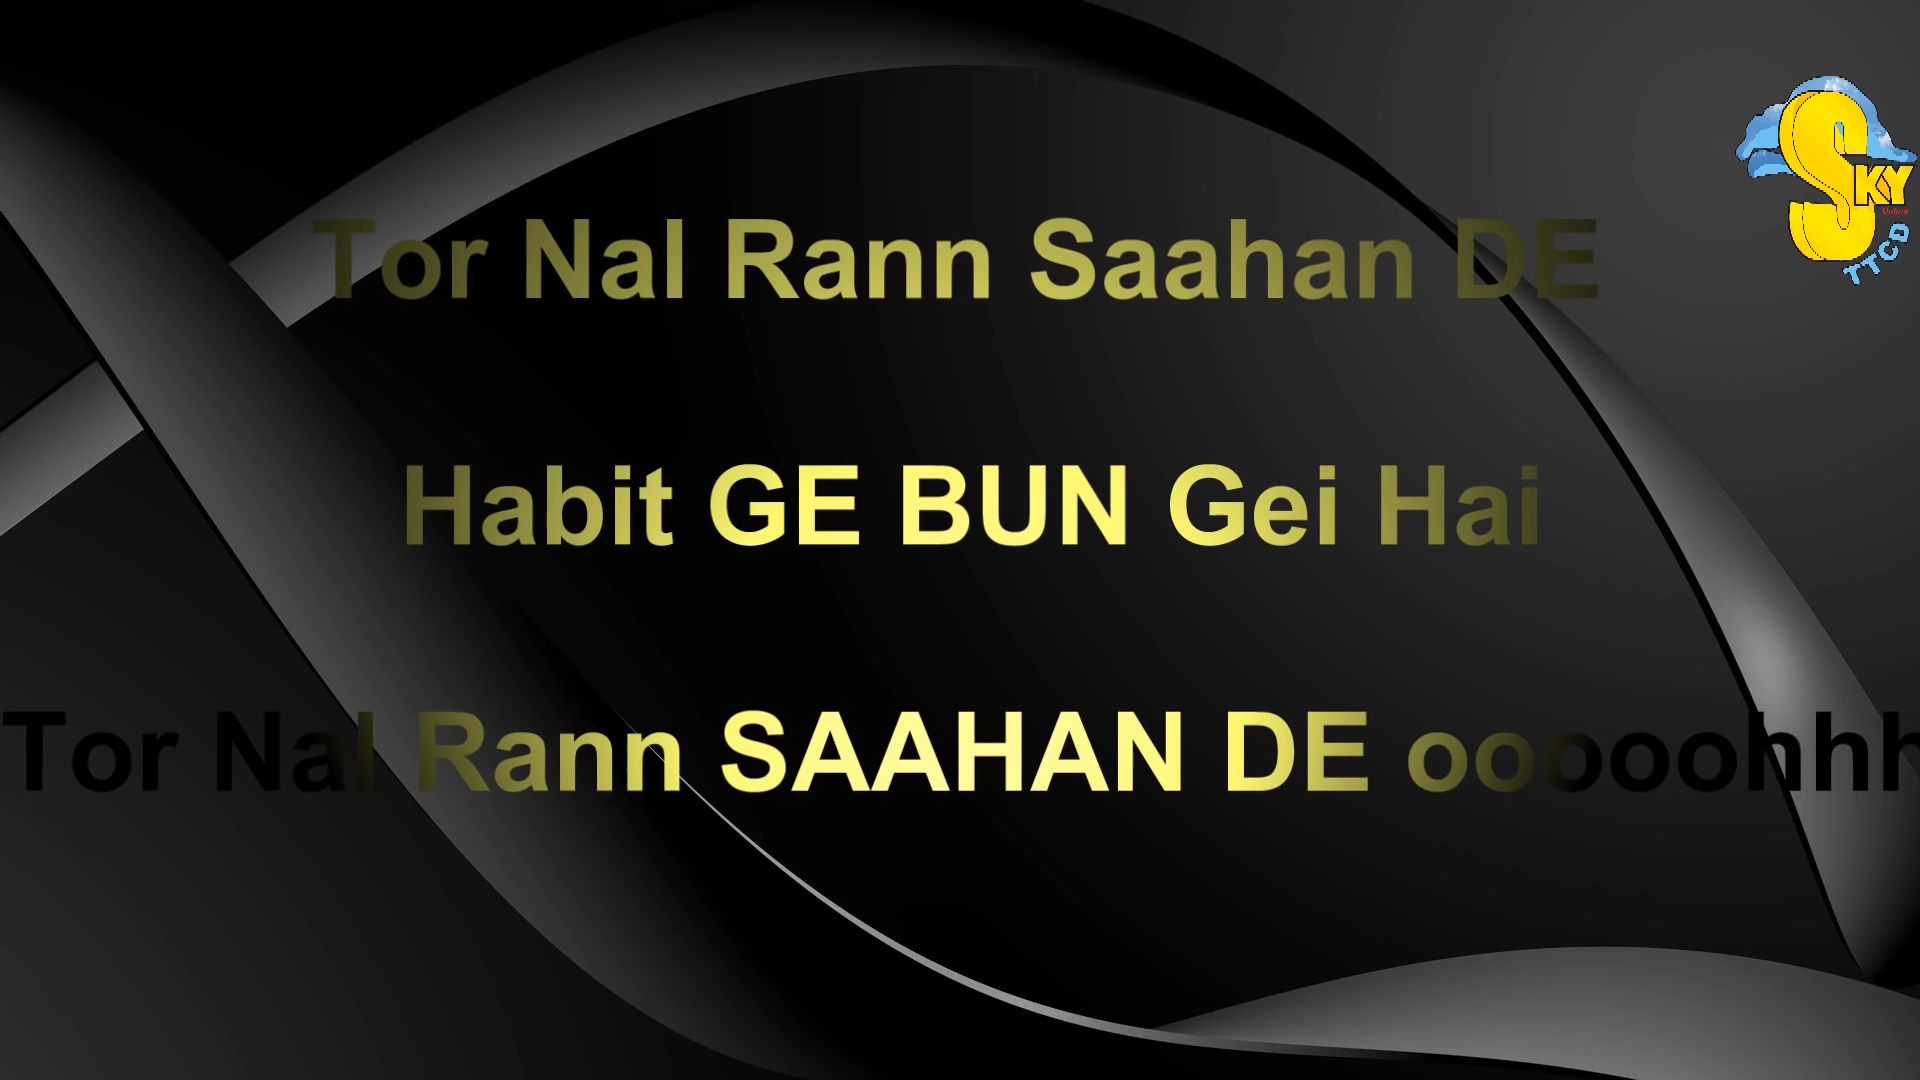 Tor Nal Rann Saahan DE
Habit GE BUN Gei Hai
Tor Nal Rann SAAHAN DE ooooohhh
SKY
TTCD